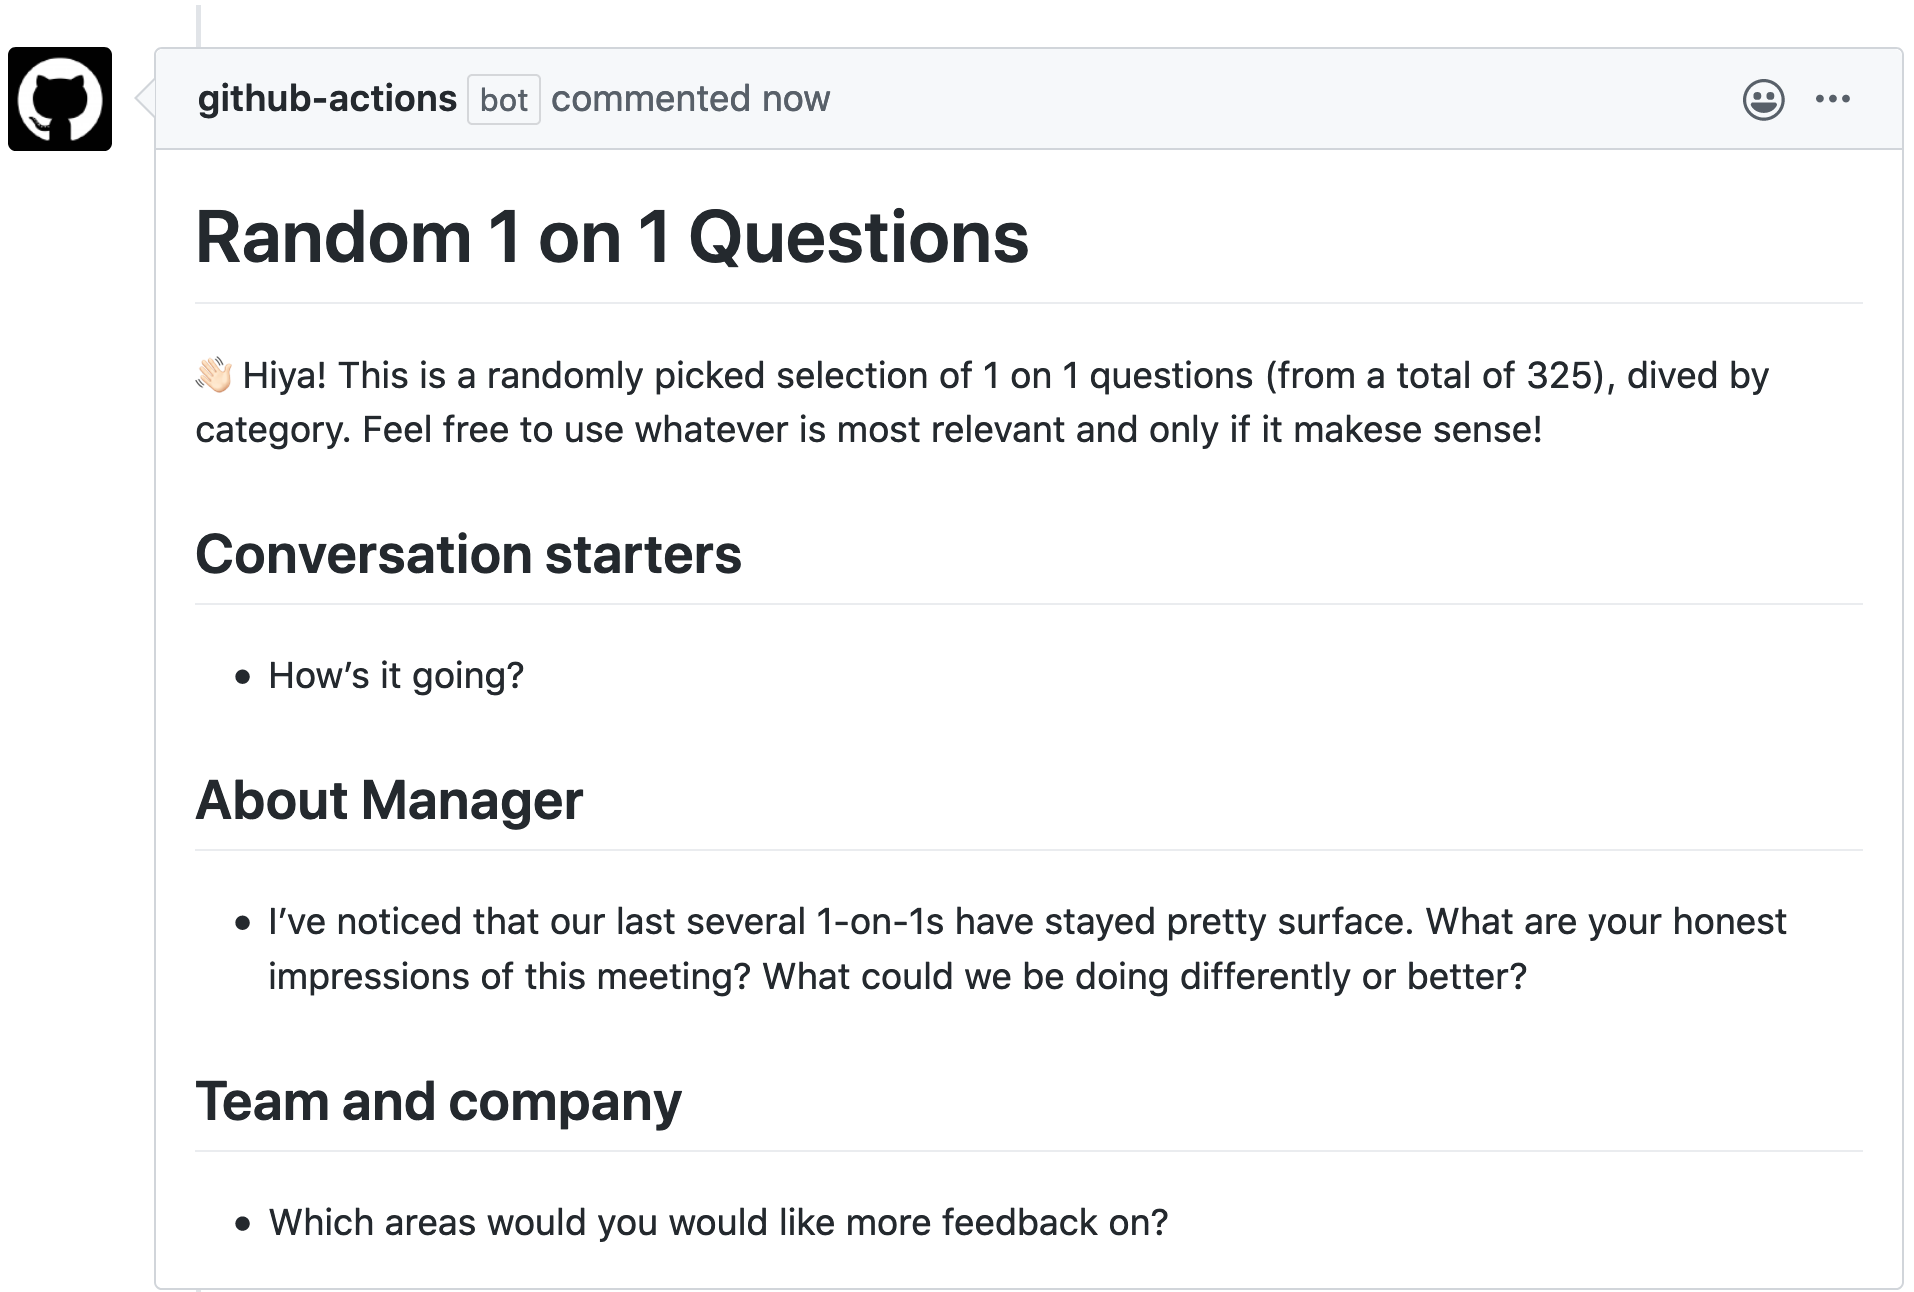 github-actions bot commented now
Random 1 on 1 Questions
👋🏻 Hiya! This is a randomly picked selection of 1 on 1 questions (from a total of 325), dived by
category. Feel free to use whatever is most relevant and only if it makese sense!
Conversation starters
• How’s it going?
About Manager
• I’ve noticed that our last several 1-on-1s have stayed pretty surface. What are your honest
impressions of this meeting? What could we be doing differently or better?
Team and company
• Which areas would you would like more feedback on?